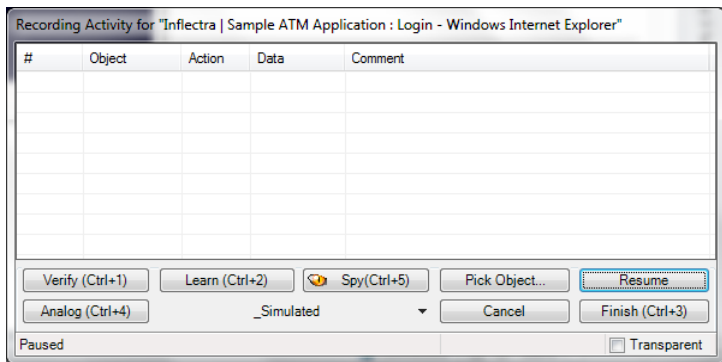 Recording Activity for "Inflectra | Sample ATM Application : Login - Windows Internet Explorer"
# Object Action Data Comment
Verify (Ctrl+1) Learn (Ctrl+2) Spy(Ctrl+5) Pick Object... Resume
Analog (Ctrl+4) _Simulated Cancel Finish (Ctrl+3)
Paused Transparent